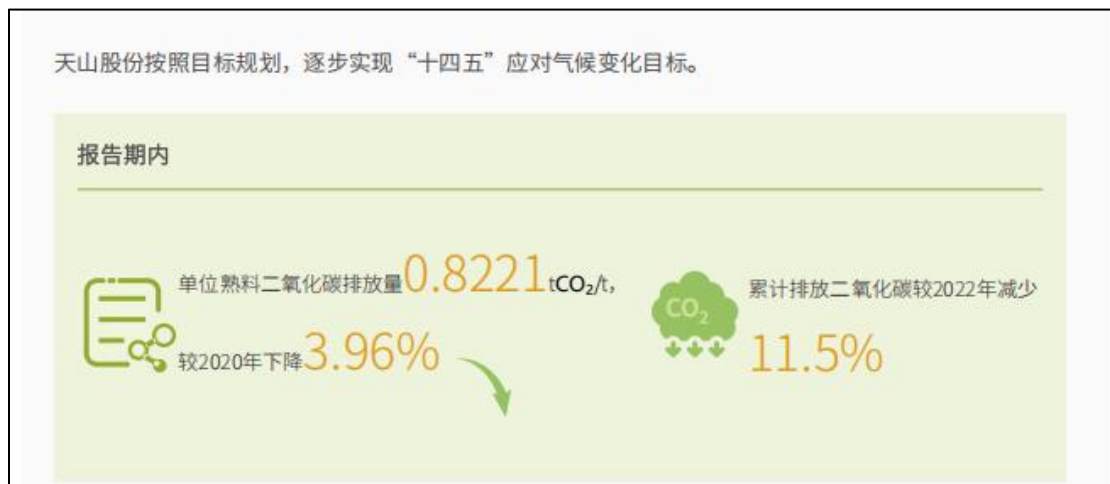 天山股份按照目标规划，逐步实现“十四五”应对气候变化目标。
报告期内
单位熟料二氧化碳排放量0.8221tCO₂/t，
较2020年下降3.96%
CO₂
累计排放二氧化碳较2022年减少
11.5%